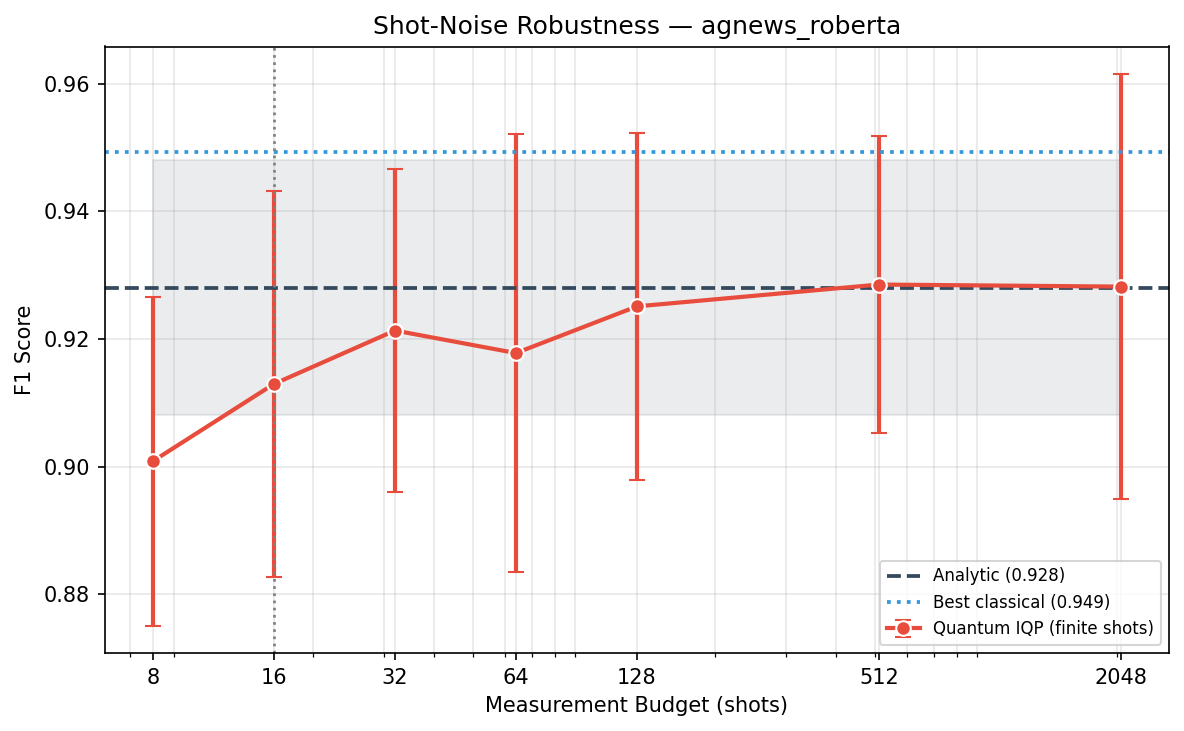 Shot-Noise Robustness — agnews_roberta
F1 Score
0.96
0.94
0.92
0.90
0.88
8 16 32 64 128 512 2048
Measurement Budget (shots)
Analytic (0.928)
Best classical (0.949)
Quantum IQP (finite shots)